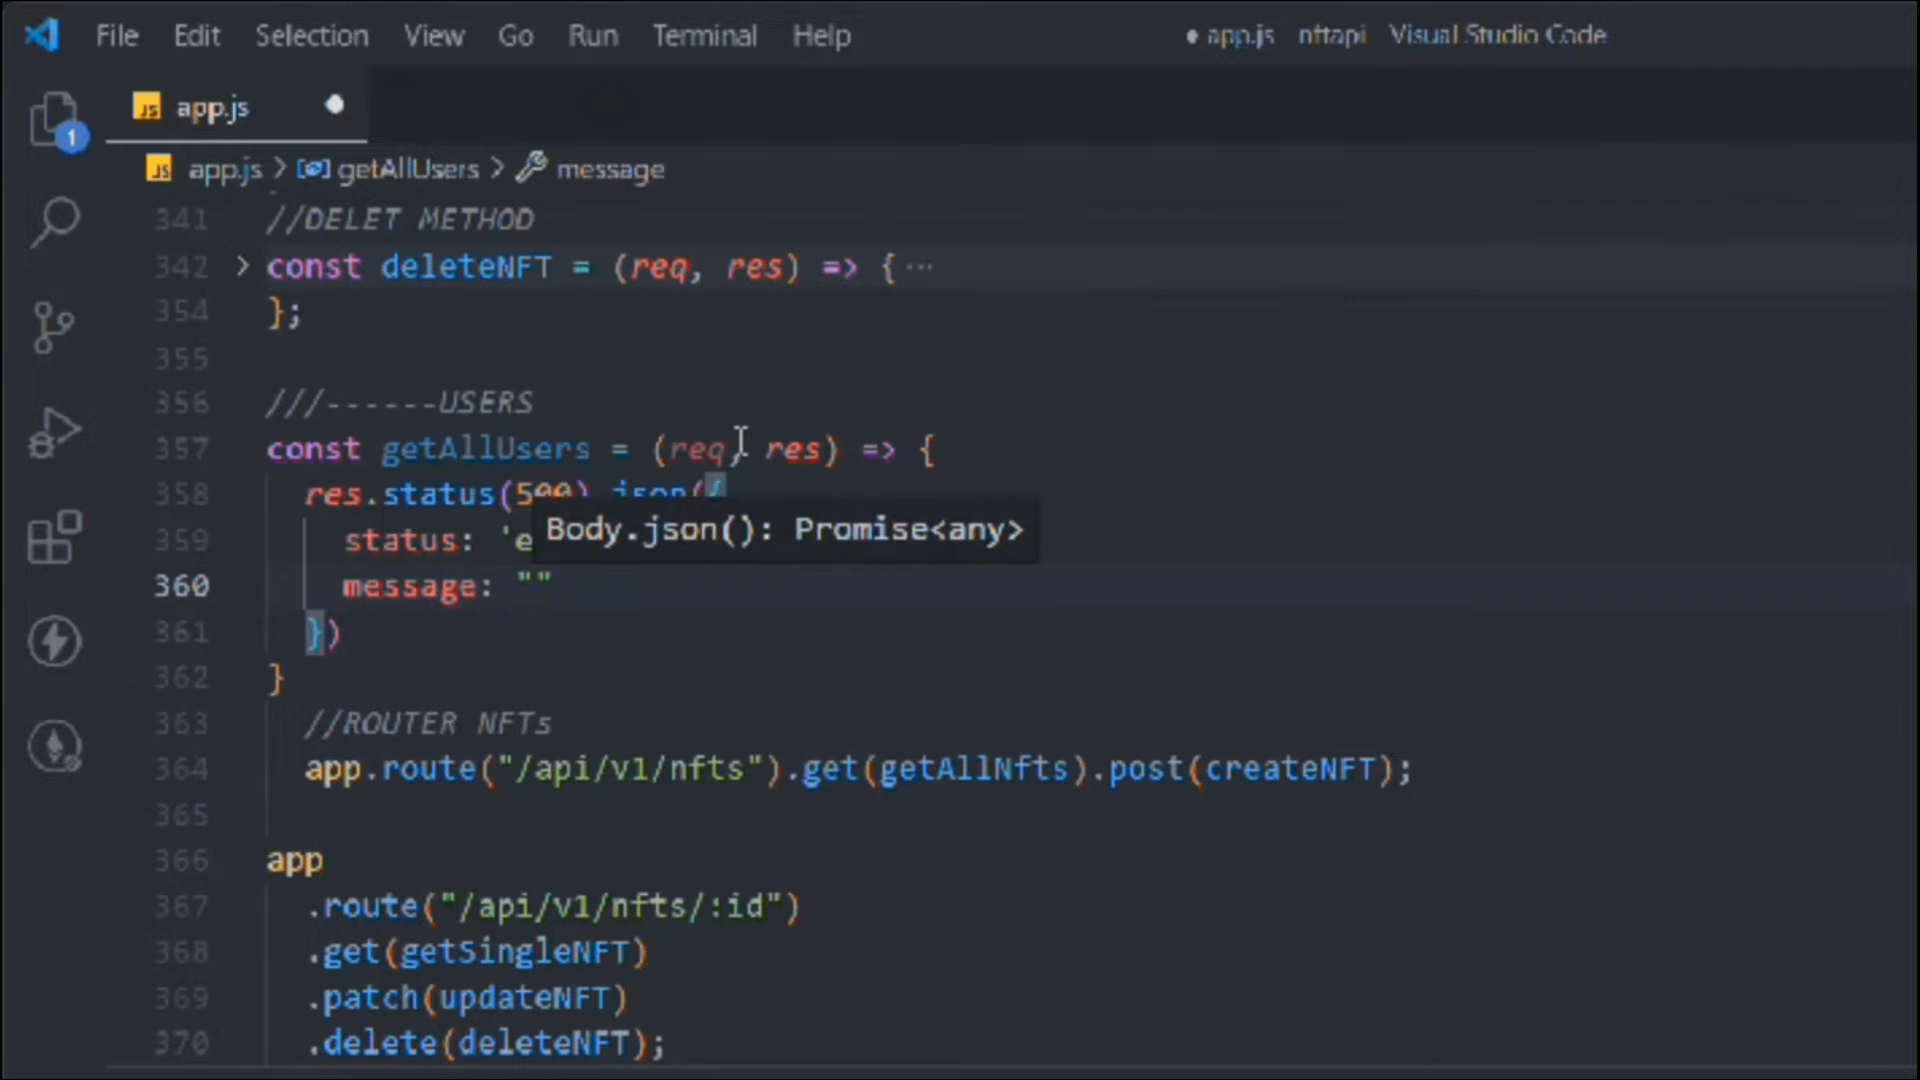 File Edit Selection View Go Run Terminal Help ● app.js nftapi Visual Studio Code
JS app.js ●
1
JS app.js > getAllUsers > message
341 //DELET METHOD
342 > const deleteNFT = (req, res) => { ···
354 };
355
356 ///------USERS
357 const getAllUsers = (req, res) => {
358 res.status(500).json({
359 status: 'e
Body.json(): Promise<any>
360 message: ""
361 })
362 }
363 //ROUTER NFTs
364 app.route("/api/v1/nfts").get(getAllNfts).post(createNFT);
365
366 app
367 .route("/api/v1/nfts/:id")
368 .get(getSingleNFT)
369 .patch(updateNFT)
370 .delete(deleteNFT);